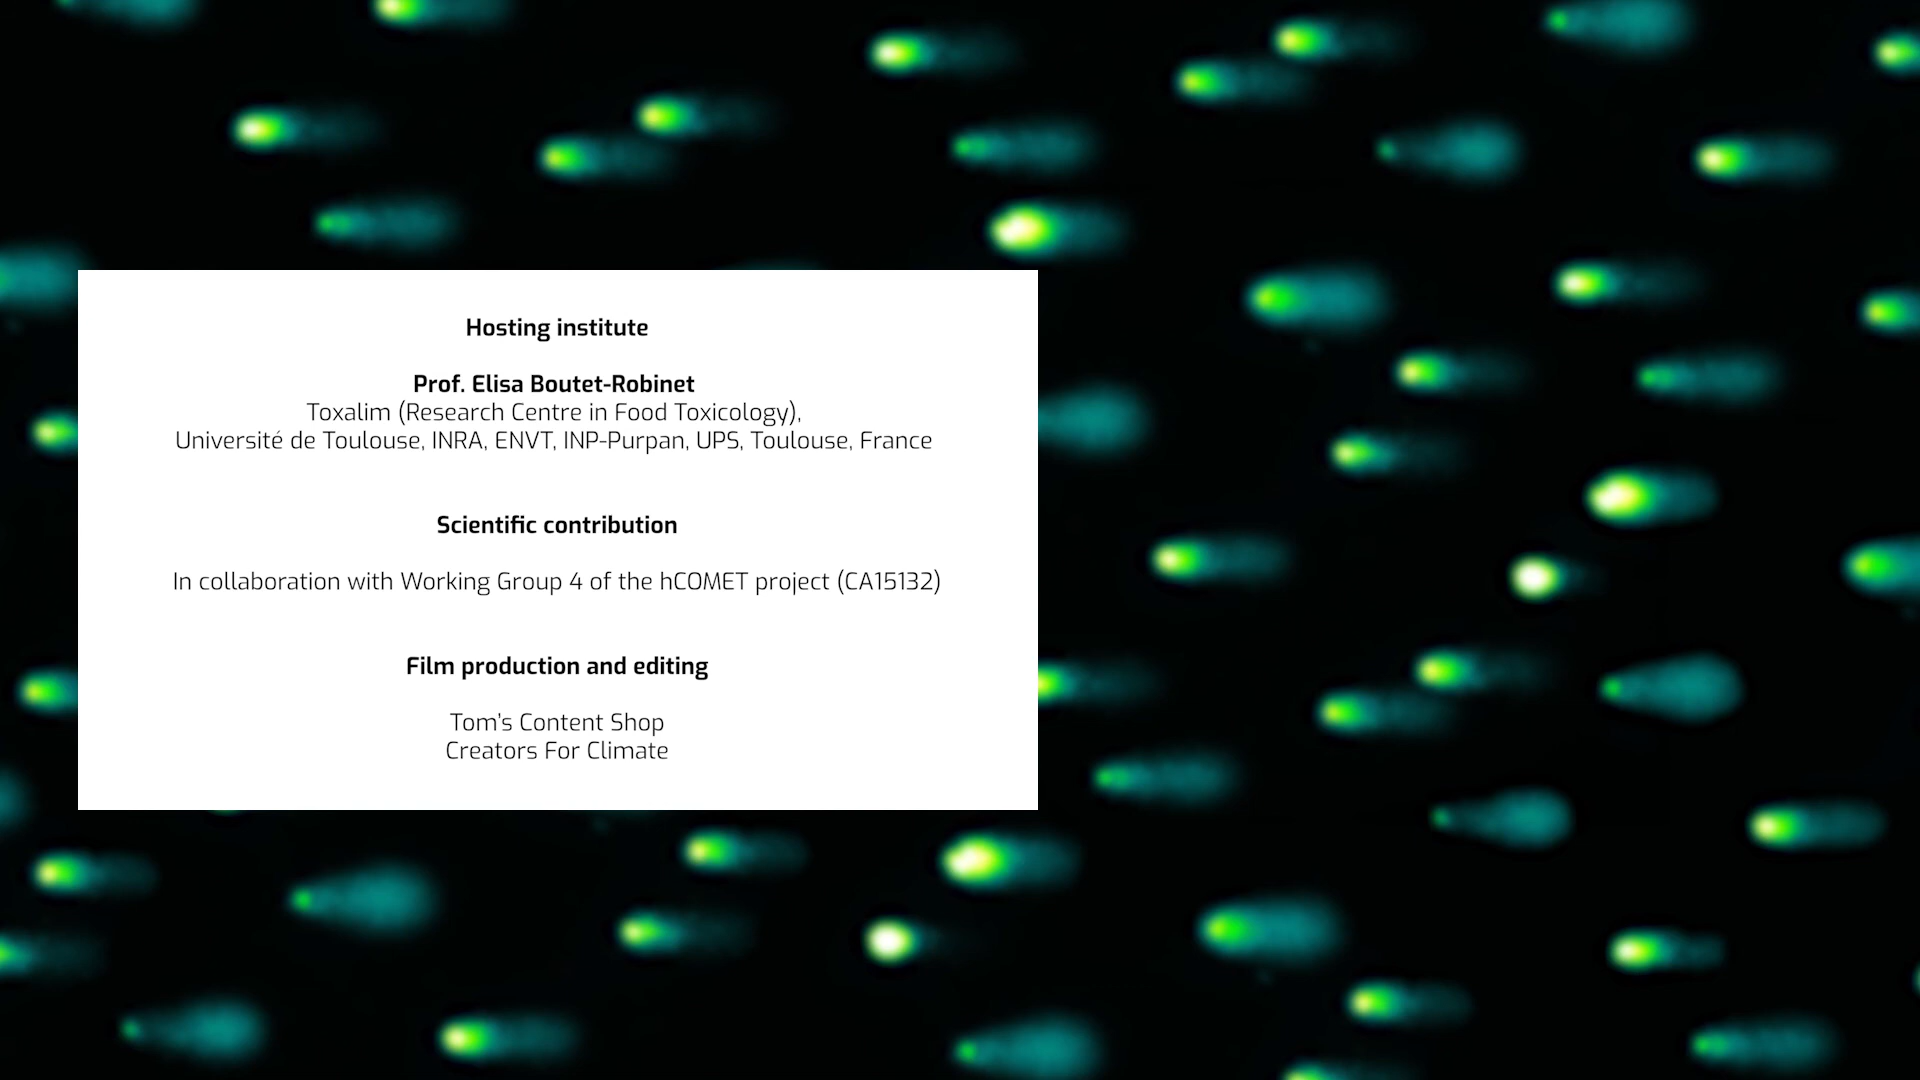 Hosting institute
Prof. Elisa Boutet-Robinet
Toxalim (Research Centre in Food Toxicology),
Université de Toulouse, INRA, ENVT, INP-Purpan, UPS, Toulouse, France
Scientific contribution
In collaboration with Working Group 4 of the hCOMET project (CA15132)
Film production and editing
Tom's Content Shop
Creators For Climate